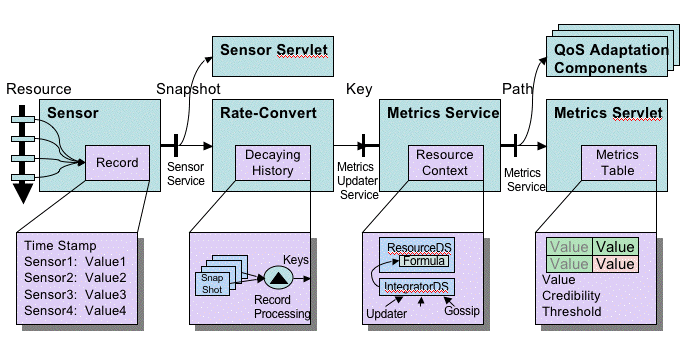 Sensor Servlet
QoS Adaptation
Components
Resource
Snapshot
Key
Path
Sensor
Rate-Convert
Metrics Service
Metrics Servlet
Record
Decaying
History
Resource
Context
Metrics
Table
Sensor
Service
Metrics
Updater
Service
Metrics
Service
Time Stamp
Sensor1: Value1
Sensor2: Value2
Sensor3: Value3
Sensor4: Value4
Keys
Snap
Shot
Record
Processing
ResourceDS
Formula
IntegratorDS
Updater
Gossip
Value Value
Value Value
Value
Credibility
Threshold